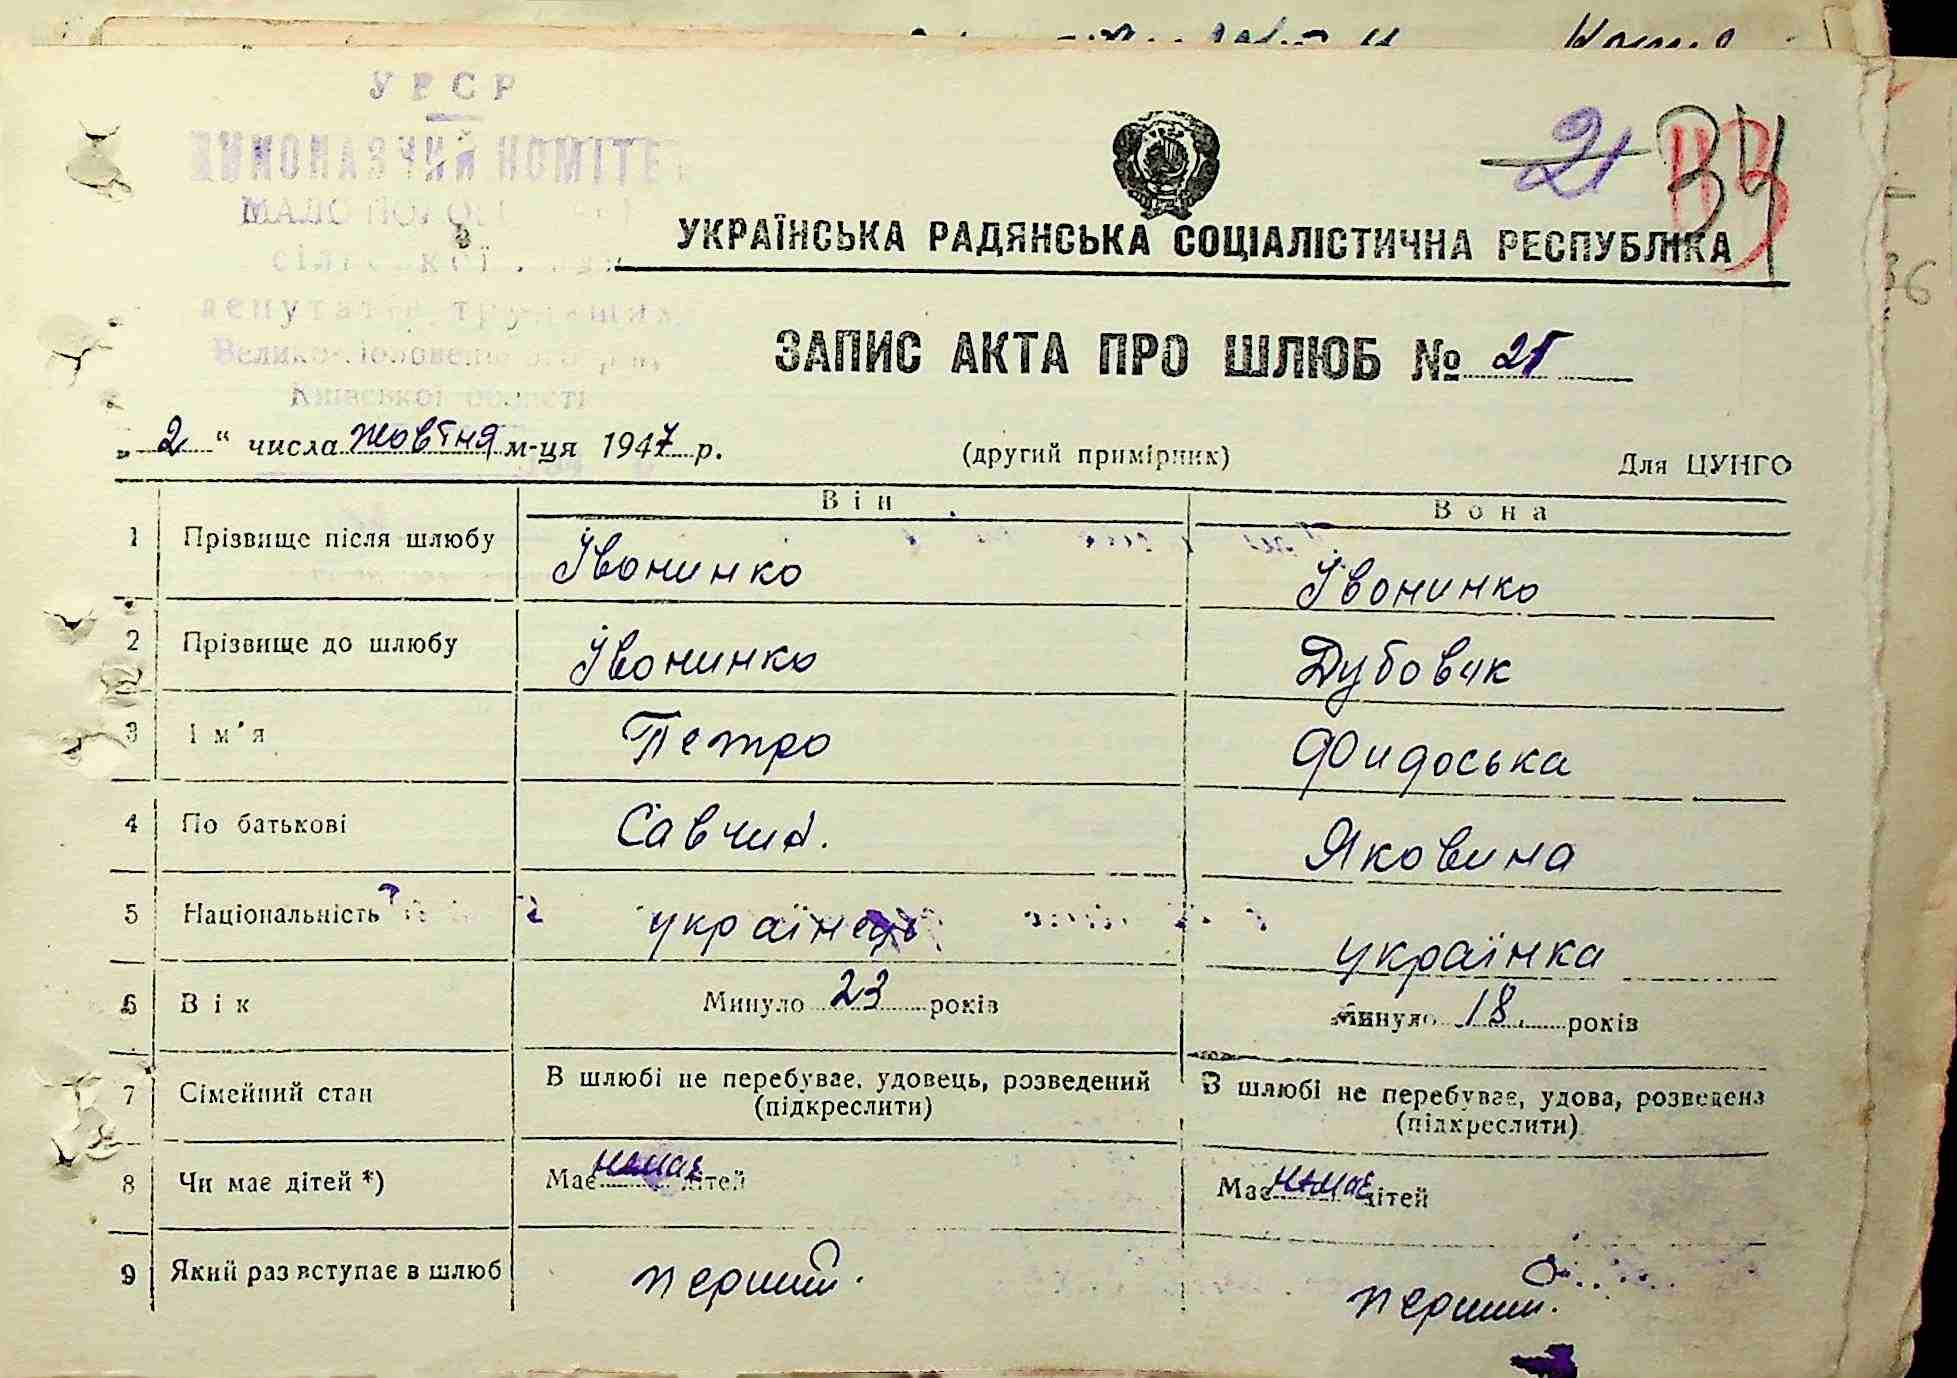 УРСР
ВИКОНАВЧИЙ КОМІТЕТ
сільської
депутатів трудящих
Київської області
21 34
УКРАЇНСЬКА РАДЯНСЬКА СОЦІАЛІСТИЧНА РЕСПУБЛІКА
36
ЗАПИС АКТА ПРО ШЛЮБ № 21
„ 2 “ числа жовтня м-ця 1947 р. (другий примірник) Для ЦУНГО
Він Вона
1 Прізвище після шлюбу Івонинко Івонинко
2 Прізвище до шлюбу Івонинко Дубовик
3 Ім'я Петро Фидоська
4 По батькові Савчин. Яковина
5 Національність українець українка
6 Вік Минуло 23 років Минуло 18 років
7 Сімейний стан В шлюбі не перебуває, удовець, розведений В шлюбі не перебуває, удова, розведена
(підкреслити) (підкреслити)
8 Чи має дітей *) Має немає дітей Має немає дітей
9 Який раз вступає в шлюб перший. перший.